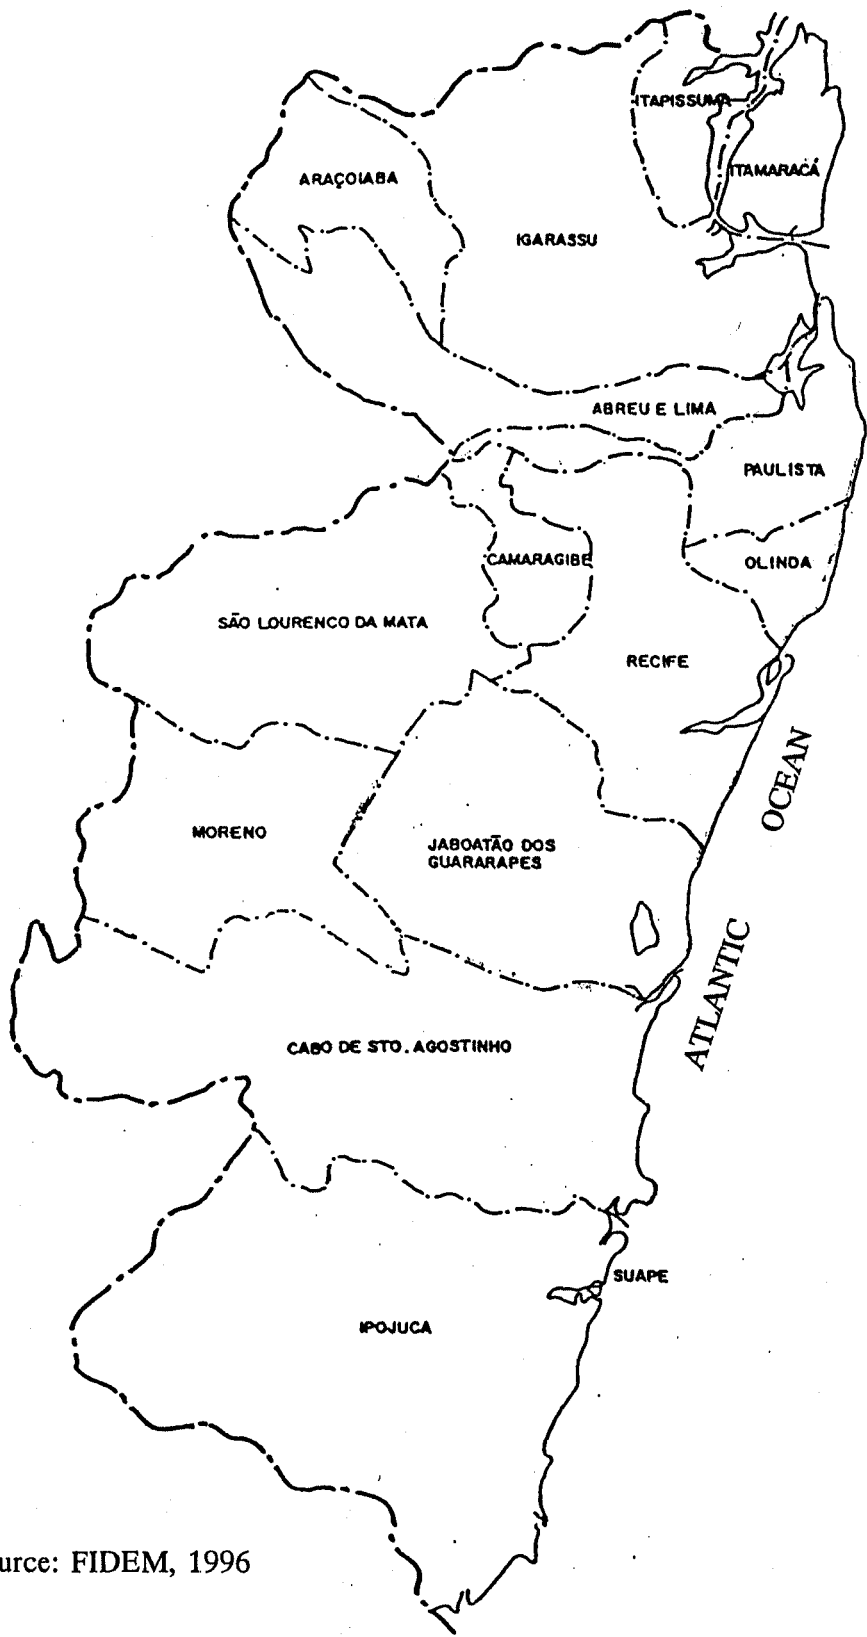 ITAPISSUMA
ITAMARACÁ
ARAÇOIABA
IGARASSU
ABREU E LIMA
PAULISTA
CAMARAGIBE
OLINDA
SÃO LOURENCO DA MATA
RECIFE
OCEAN
MORENO
JABOATÃO DOS
GUARARAPES
ATLANTIC
CABO DE STO. AGOSTINHO
SUAPE
IPOJUCA
urce: FIDEM, 1996